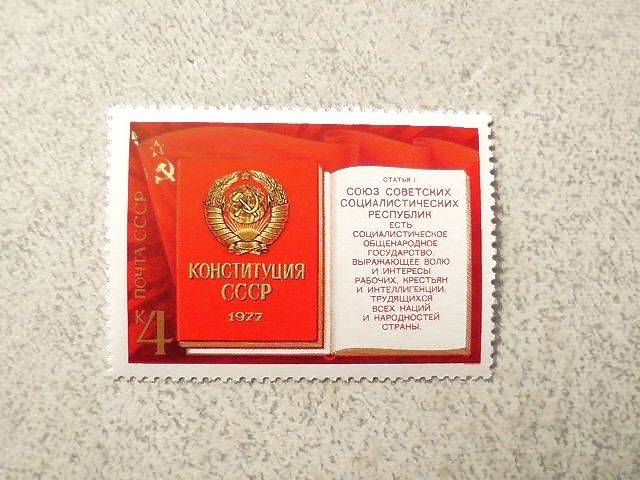 ПОЧТА СССР
К4
КОНСТИТУЦИЯ
СССР
1977
СТАТЬЯ I
СОЮЗ СОВЕТСКИХ
СОЦИАЛИСТИЧЕСКИХ
РЕСПУБЛИК
ЕСТЬ
СОЦИАЛИСТИЧЕСКОЕ
ОБЩЕНАРОДНОЕ
ГОСУДАРСТВО,
ВЫРАЖАЮЩЕЕ ВОЛЮ
И ИНТЕРЕСЫ
РАБОЧИХ, КРЕСТЬЯН
И ИНТЕЛЛИГЕНЦИИ,
ТРУДЯЩИХСЯ
ВСЕХ НАЦИЙ
И НАРОДНОСТЕЙ
СТРАНЫ.